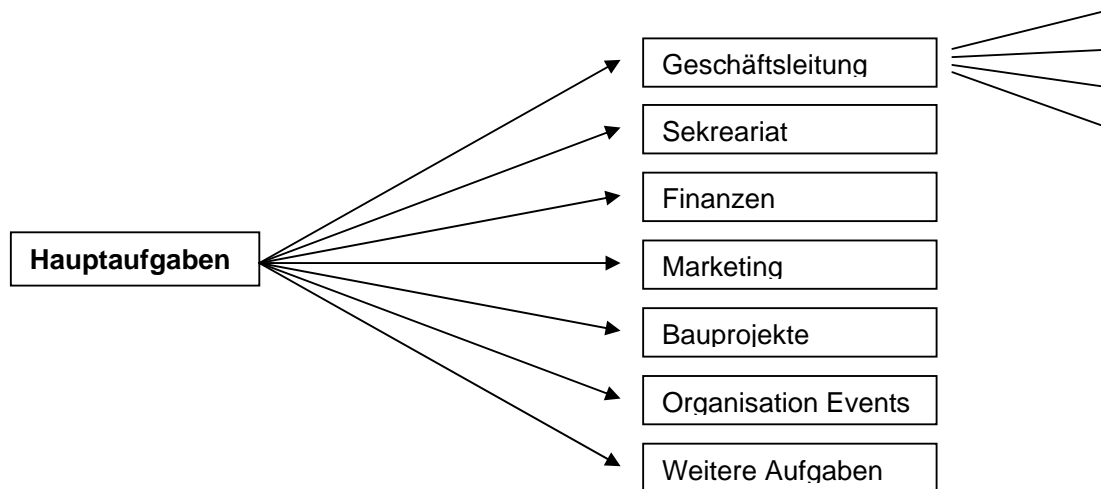 Geschäftsleitung
Sekreariat
Finanzen
Hauptaufgaben
Marketing
Bauprojekte
Organisation Events
Weitere Aufgaben